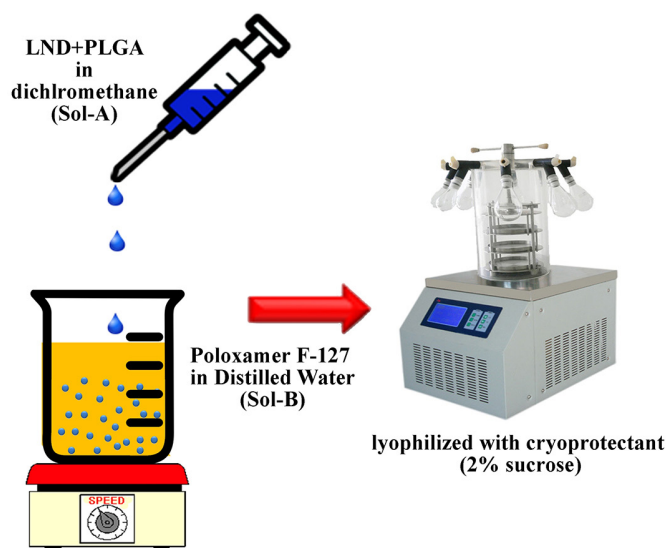 LND+PLGA
in
dichlromethane
(Sol-A)
Poloxamer F-127
in Distilled Water
(Sol-B)
lyophilized with cryoprotectant
(2% sucrose)
SPEED